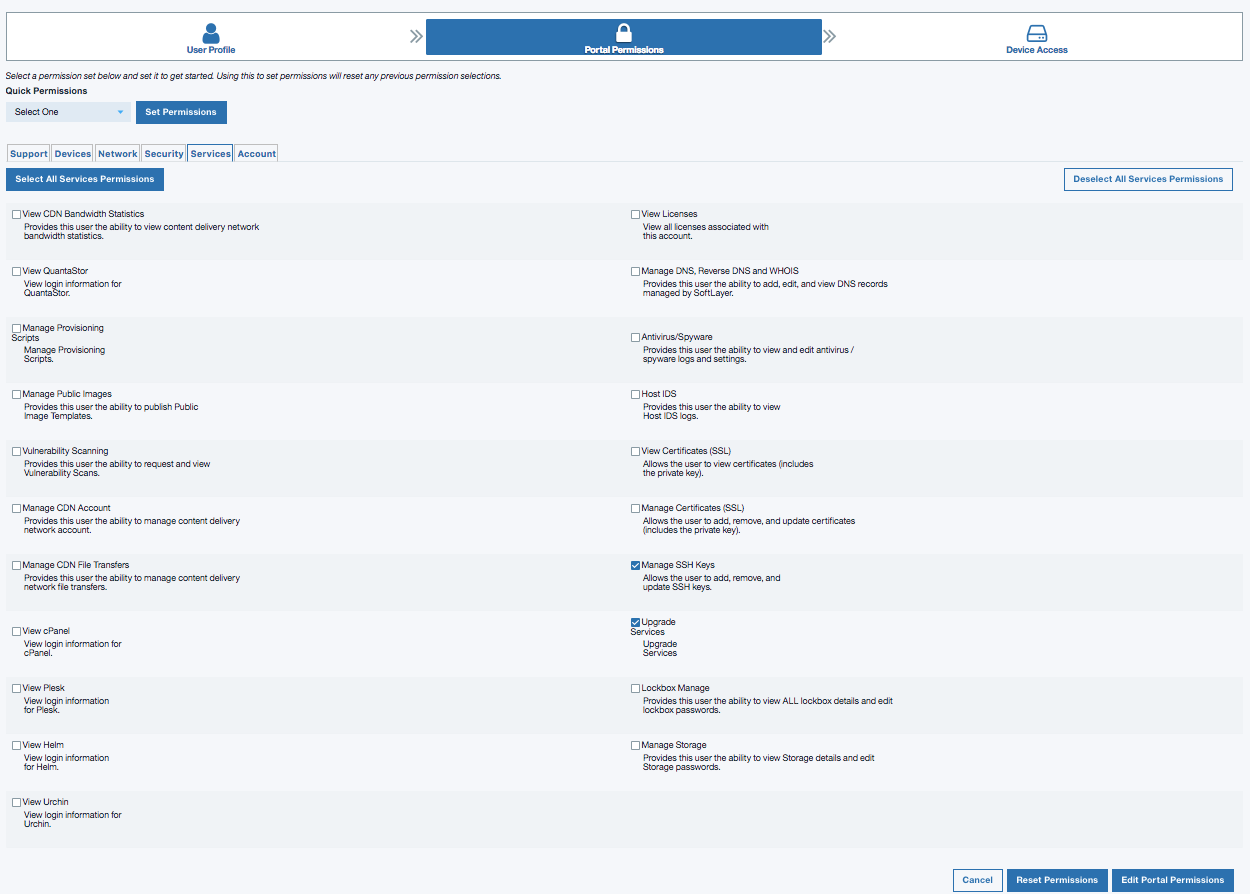 User Profile
Portal Permissions
Device Access
Select a permission set below and set it to get started. Using this to set permissions will reset any previous permission selections.
Quick Permissions
Select One
Set Permissions
Support
Devices
Network
Security
Services
Account
Select All Services Permissions
Deselect All Services Permissions
View CDN Bandwidth Statistics
Provides this user the ability to view content delivery network
bandwidth statistics.
View Licenses
View all licenses associated with
this account.
View QuantaStor
View login information for
QuantaStor.
Manage DNS, Reverse DNS and WHOIS
Provides this user the ability to add, edit, and view DNS records
managed by SoftLayer.
Manage Provisioning
Scripts
Manage Provisioning
Scripts.
Antivirus/Spyware
Provides this user the ability to view and edit antivirus /
spyware logs and settings.
Manage Public Images
Provides this user the ability to publish Public
Image Templates.
Host IDS
Provides this user the ability to view
Host IDS logs.
Vulnerability Scanning
Provides this user the ability to request and view
Vulnerability Scans.
View Certificates (SSL)
Allows the user to view certificates (includes
the private key).
Manage CDN Account
Provides this user the ability to manage content delivery
network account.
Manage Certificates (SSL)
Allows the user to add, remove, and update certificates
(includes the private key).
Manage CDN File Transfers
Provides this user the ability to manage content delivery
network file transfers.
Manage SSH Keys
Allows the user to add, remove, and
update SSH keys.
View cPanel
View login information for
cPanel.
Upgrade
Services
Upgrade
Services
View Plesk
View login information
for Plesk.
Lockbox Manage
Provides this user the ability to view ALL lockbox details and edit
lockbox passwords.
View Helm
View login information
for Helm.
Manage Storage
Provides this user the ability to view Storage details and edit
Storage passwords.
View Urchin
View login information for
Urchin.
Cancel
Reset Permissions
Edit Portal Permissions